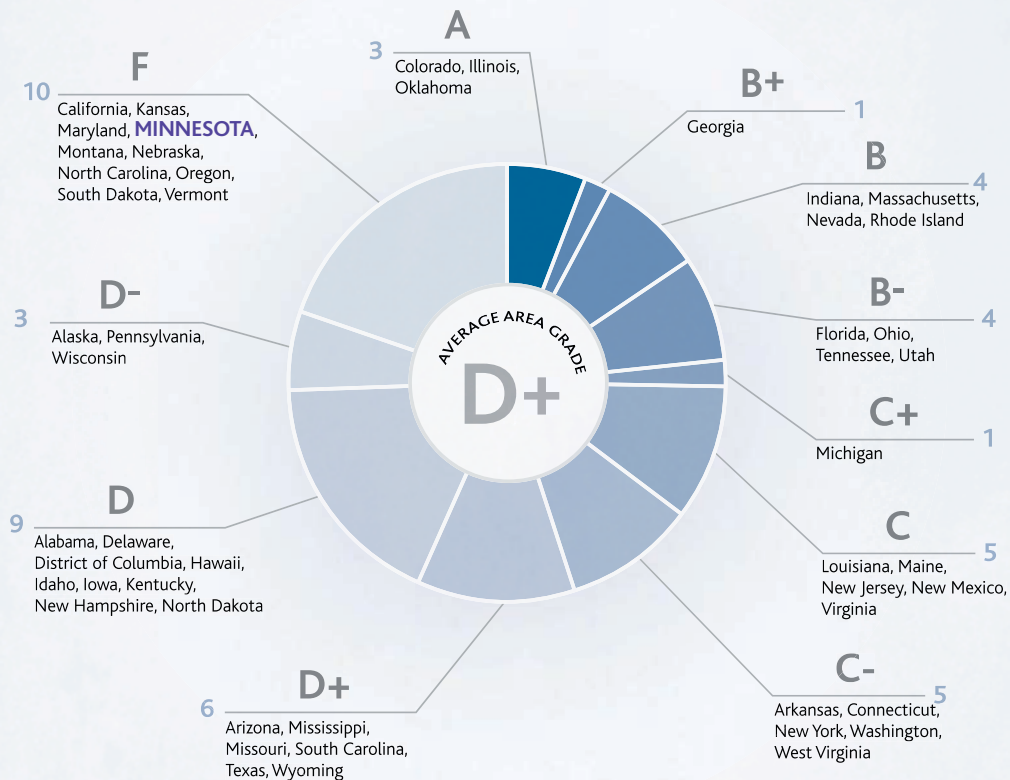 A
3
Colorado, Illinois,
Oklahoma
B+
1
Georgia
B
4
Indiana, Massachusetts,
Nevada, Rhode Island
B-
4
Florida, Ohio,
Tennessee, Utah
C+
1
Michigan
C
5
Louisiana, Maine,
New Jersey, New Mexico,
Virginia
C-
5
Arkansas, Connecticut,
New York, Washington,
West Virginia
D+
6
Arizona, Mississippi,
Missouri, South Carolina,
Texas, Wyoming
D
9
Alabama, Delaware,
District of Columbia, Hawaii,
Idaho, Iowa, Kentucky,
New Hampshire, North Dakota
D-
3
Alaska, Pennsylvania,
Wisconsin
F
10
California, Kansas,
Maryland, MINNESOTA,
Montana, Nebraska,
North Carolina, Oregon,
South Dakota, Vermont
AVERAGE AREA GRADE
D+